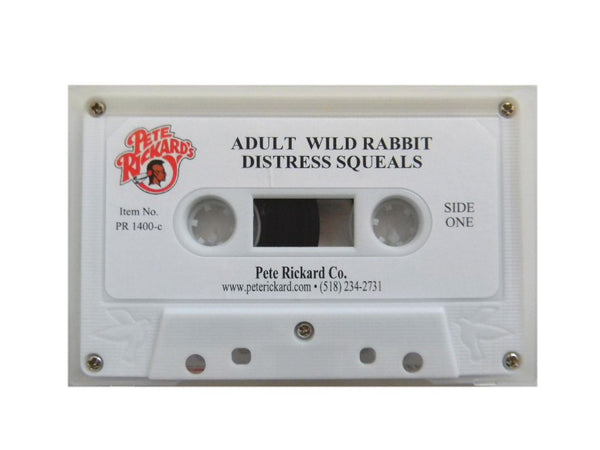 PETE
RICKARD'S
ADULT WILD RABBIT
DISTRESS SQUEALS
Item No.
PR 1400-c
SIDE
ONE
Pete Rickard Co.
www.peterickard.com • (518) 234-2731